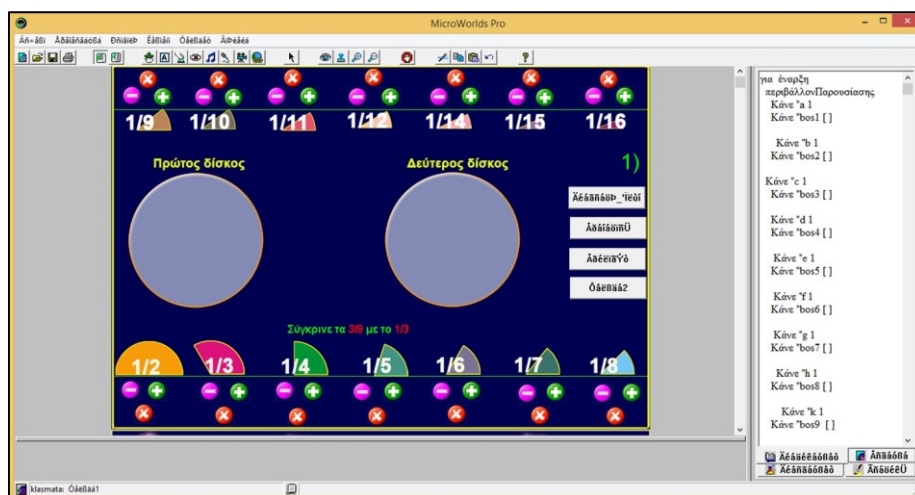 MicroWorlds Pro
1/9 1/10 1/11 1/12 1/14 1/15 1/16
Πρώτος δίσκος Δεύτερος δίσκος
1)
Σύγκρινε τα 3/9 με το 1/3
1/2 1/3 1/4 1/5 1/6 1/7 1/8
για έναρξη
περιβάλλονΠαρουσίασης
Κάνε "a 1
Κάνε "bos1 [ ]
Κάνε "b 1
Κάνε "bos2 [ ]
Κάνε "c 1
Κάνε "bos3 [ ]
Κάνε "d 1
Κάνε "bos4 [ ]
Κάνε "e 1
Κάνε "bos5 [ ]
Κάνε "f 1
Κάνε "bos6 [ ]
Κάνε "g 1
Κάνε "bos7 [ ]
Κάνε "h 1
Κάνε "bos8 [ ]
Κάνε "k 1
Κάνε "bos9 [ ]
klasmata: